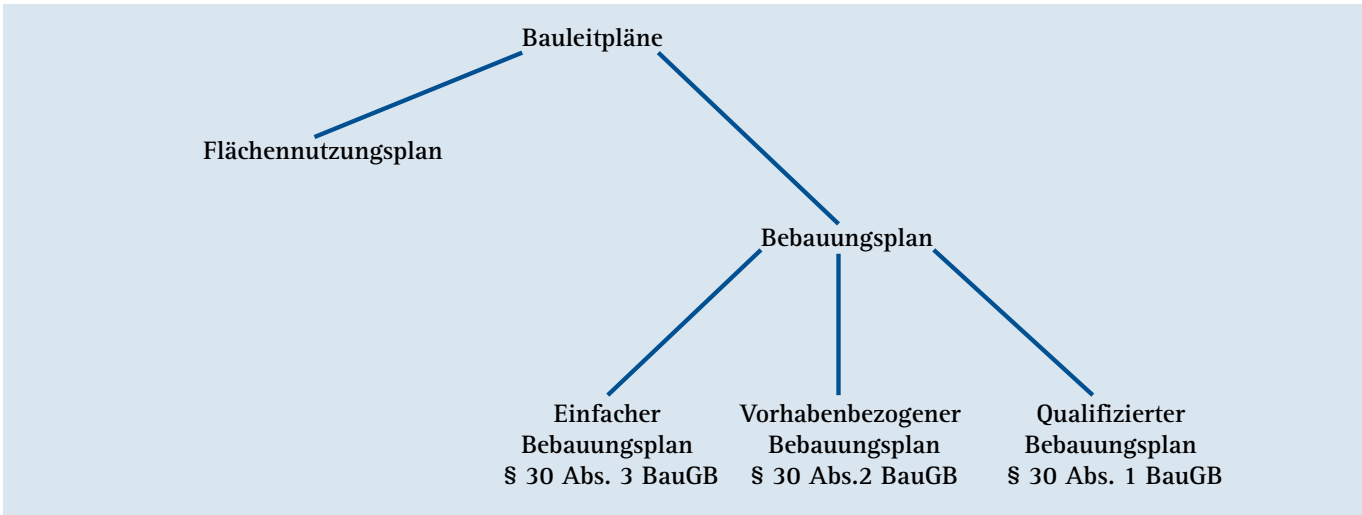 Bauleitpläne
Flächennutzungsplan
Bebauungsplan
Einfacher
Bebauungsplan
§ 30 Abs. 3 BauGB
Vorhabenbezogener
Bebauungsplan
§ 30 Abs.2 BauGB
Qualifizierter
Bebauungsplan
§ 30 Abs. 1 BauGB